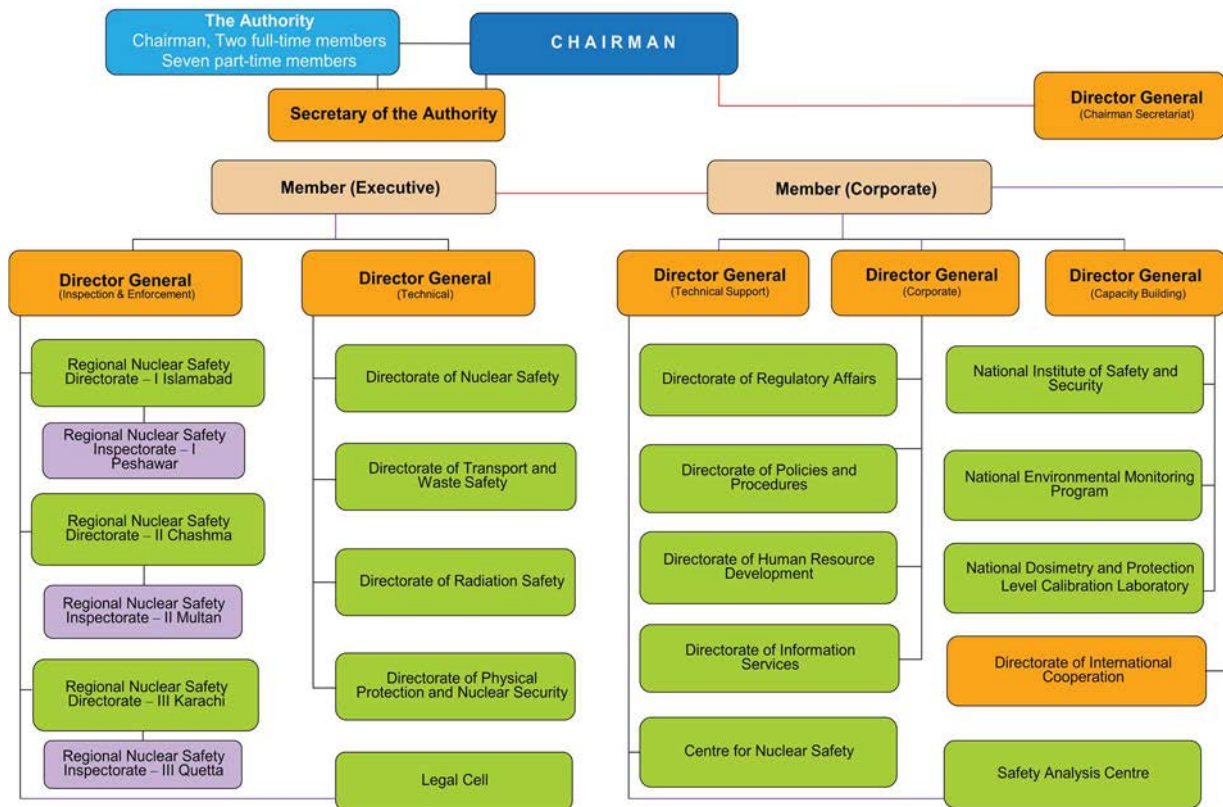 The Authority
Chairman, Two full-time members
Seven part-time members
CHAIRMAN
Secretary of the Authority
Director General
(Chairman Secretariat)
Member (Executive)
Member (Corporate)
Director General
(Inspection & Enforcement)
Director General
(Technical)
Director General
(Technical Support)
Director General
(Corporate)
Director General
(Capacity Building)
Regional Nuclear Safety
Directorate – I Islamabad
Regional Nuclear Safety
Inspectorate – I
Peshawar
Regional Nuclear Safety
Directorate – II Chashma
Regional Nuclear Safety
Inspectorate – II Multan
Regional Nuclear Safety
Directorate – III Karachi
Regional Nuclear Safety
Inspectorate – III Quetta
Directorate of Nuclear Safety
Directorate of Transport and
Waste Safety
Directorate of Radiation Safety
Directorate of Physical
Protection and Nuclear Security
Legal Cell
Directorate of Regulatory Affairs
Directorate of Policies and
Procedures
Directorate of Human Resource
Development
Directorate of Information
Services
Centre for Nuclear Safety
National Institute of Safety and
Security
National Environmental Monitoring
Program
National Dosimetry and Protection
Level Calibration Laboratory
Directorate of International
Cooperation
Safety Analysis Centre